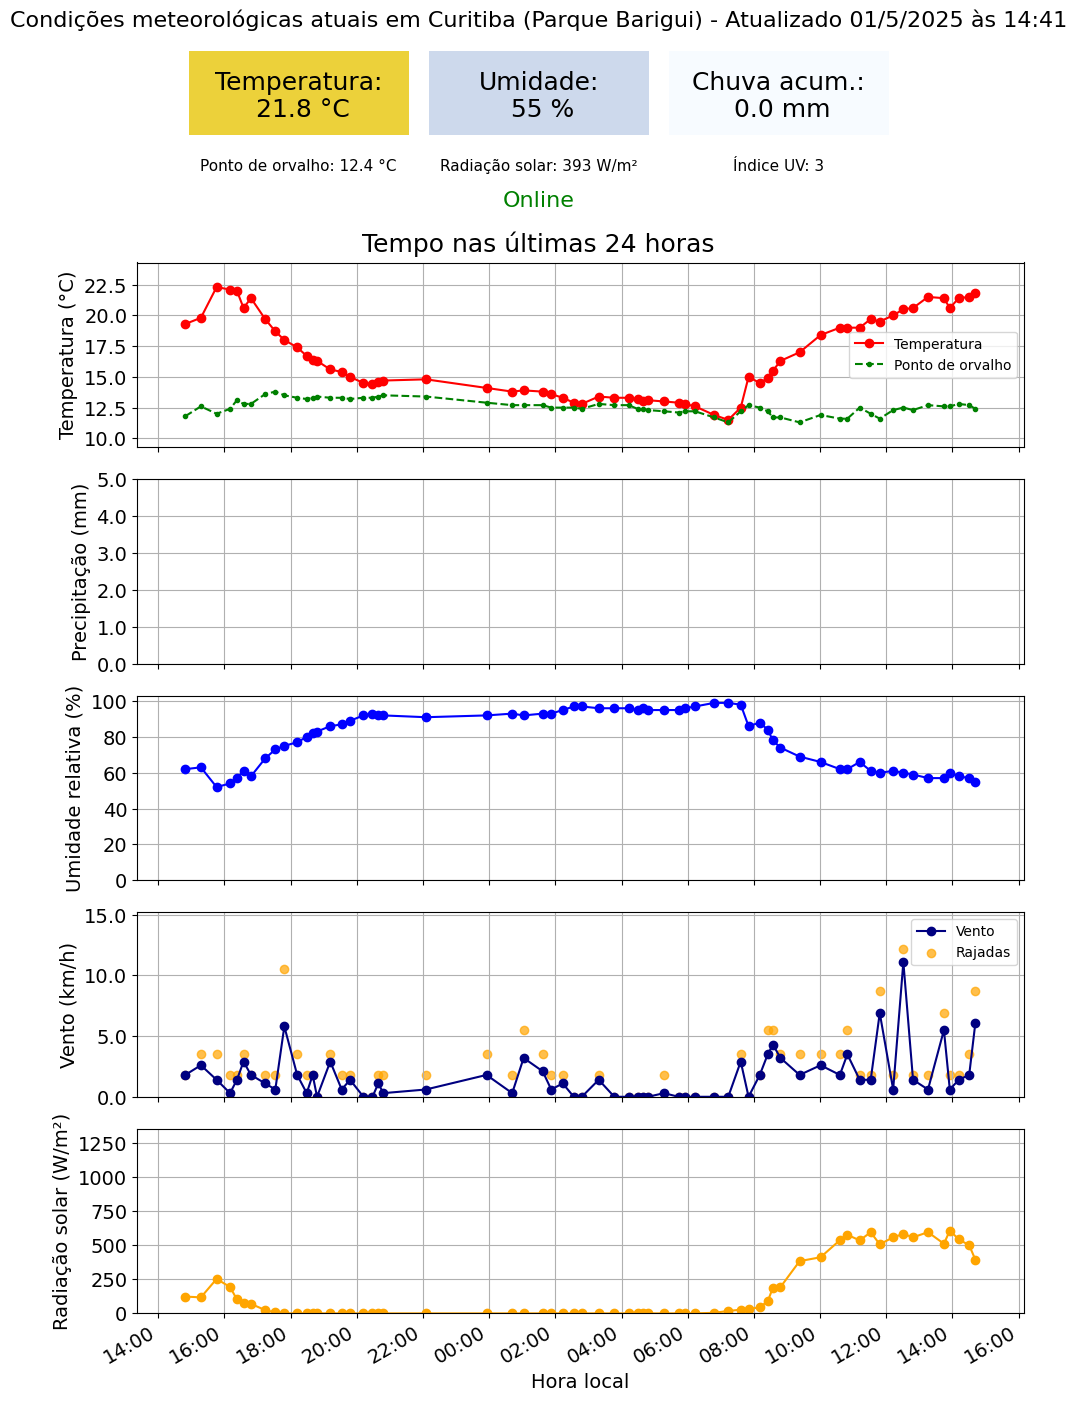 Condições meteorológicas atuais em Curitiba (Parque Barigui) - Atualizado 01/5/2025 às 14:41
Temperatura:
21.8 °C
Umidade:
55 %
Chuva acum.:
0.0 mm
Ponto de orvalho: 12.4 °C
Radiação solar: 393 W/m²
Índice UV: 3
Online
Tempo nas últimas 24 horas
Temperatura (°C)
22.5
20.0
17.5
15.0
12.5
10.0
Temperatura
Ponto de orvalho
Precipitação (mm)
5.0
4.0
3.0
2.0
1.0
0.0
Umidade relativa (%)
100
80
60
40
20
0
Vento (km/h)
15.0
10.0
5.0
0.0
Vento
Rajadas
Radiação solar (W/m²)
1250
1000
750
500
250
0
14:00
16:00
18:00
20:00
22:00
00:00
02:00
04:00
06:00
08:00
10:00
12:00
14:00
16:00
Hora local